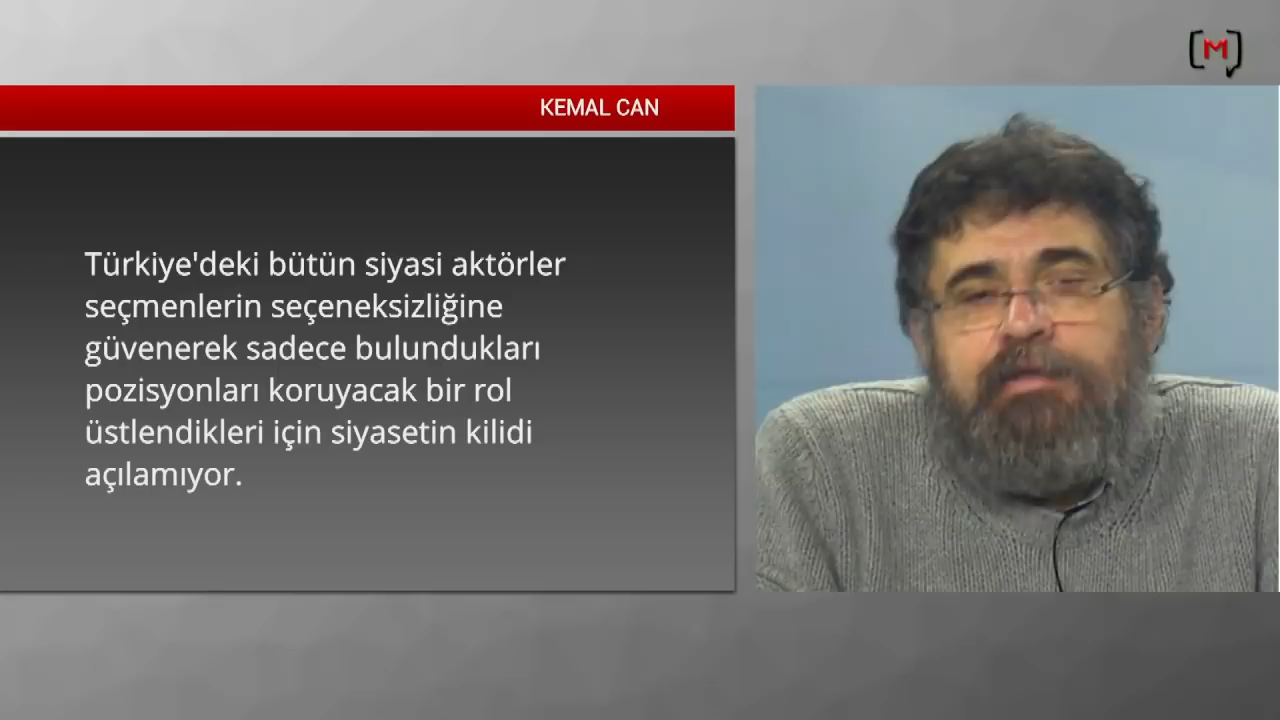 M
KEMAL CAN
Türkiye'deki bütün siyasi aktörler
seçmenlerin seçeneksizliğine
güvenerek sadece bulundukları
pozisyonları koruyacak bir rol
üstlendikleri için siyasetin kilidi
açılamıyor.